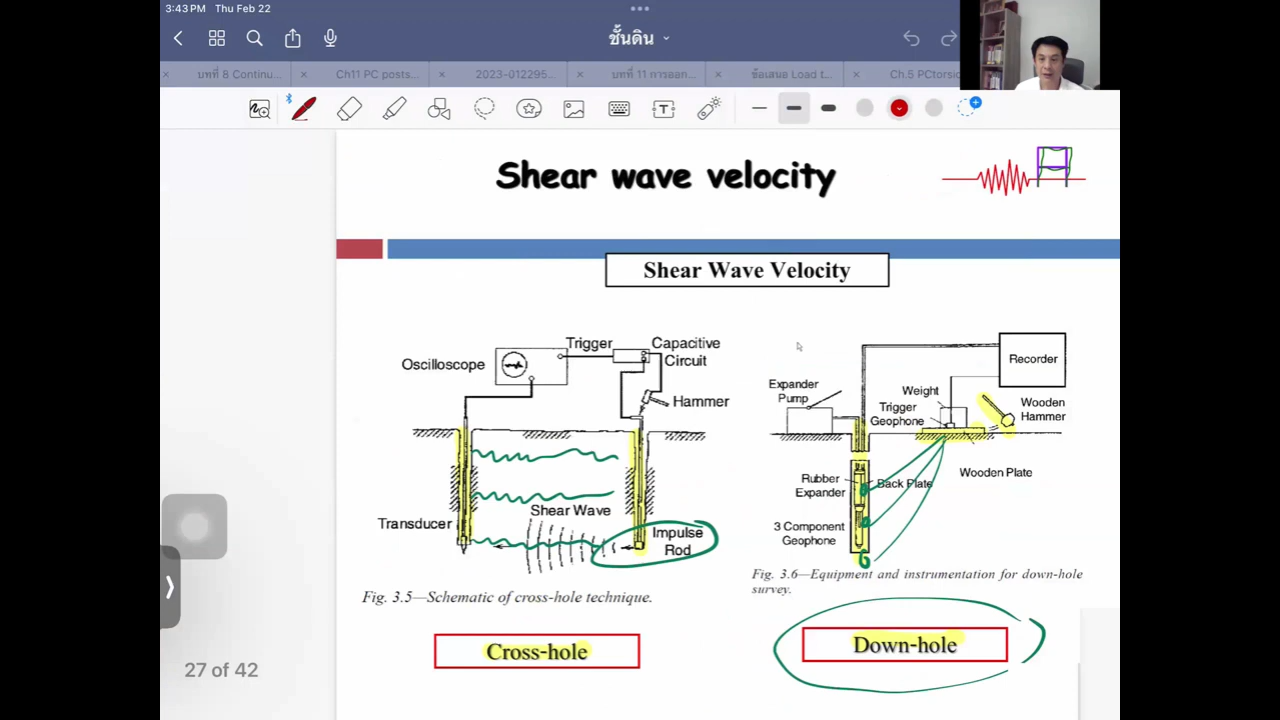 3:43 PM Thu Feb 22
ชั้นดิน
บทที่ 8 Continu...
Ch11 PC posts...
2023-012295...
บทที่ 11 การออก...
ข้อเสนอ Load t...
Ch.5 PCtorsio
T
Shear wave velocity
Shear Wave Velocity
Oscilloscope
Trigger
Capacitive
Circuit
Hammer
Transducer
Shear Wave
Impulse
Rod
Fig. 3.5—Schematic of cross-hole technique.
Cross-hole
Recorder
Expander
Pump
Weight
Trigger
Geophone
Wooden
Hammer
Rubber
Expander
Back Plate
Wooden Plate
3 Component
Geophone
Fig. 3.6—Equipment and instrumentation for down-hole
survey.
Down-hole
27 of 42